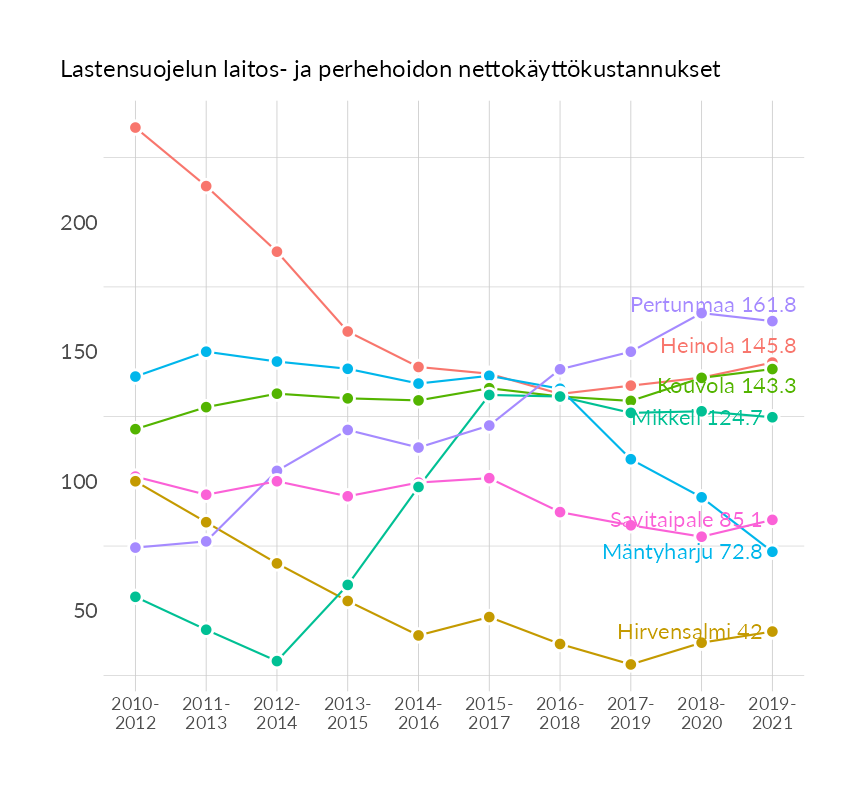 Lastensuojelun laitos- ja perhehoidon nettokäyttökustannukset
200
150
100
50
Pertunmaa 161.8
Heinola 145.8
Kouvola 143.3
Mikkeli 124.7
Savitaipale 85.1
Mäntyharju 72.8
Hirvensalmi 42
2010- 2011- 2012- 2013- 2014- 2015- 2016- 2017- 2018- 2019-
2012 2013 2014 2015 2016 2017 2018 2019 2020 2021